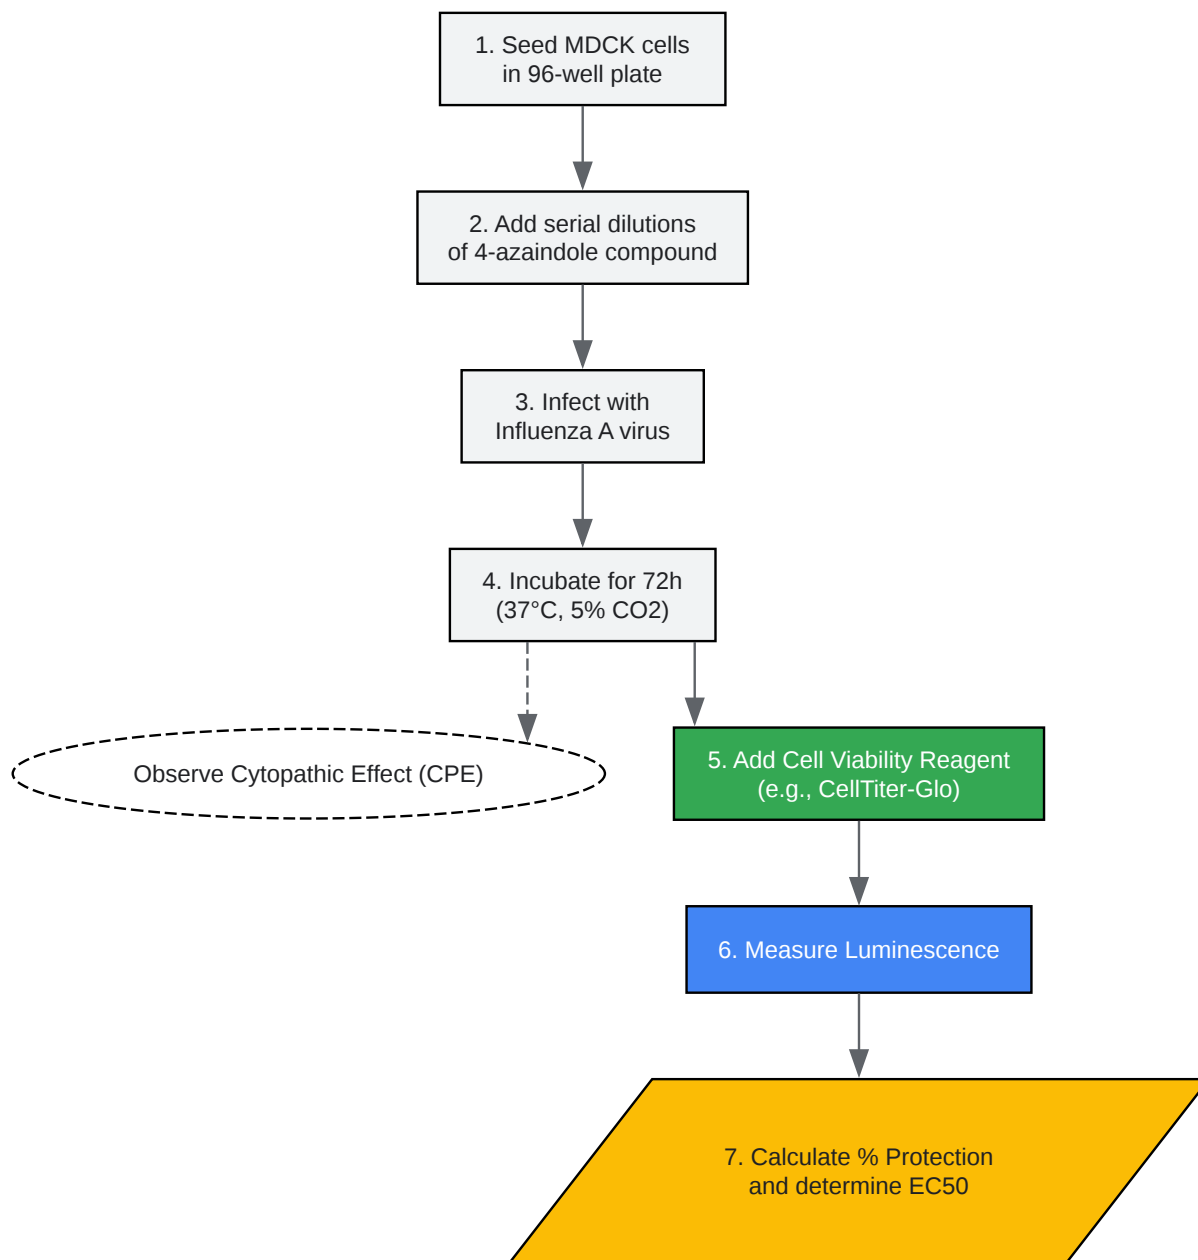 1. Seed MDCK cells
in 96-well plate
2. Add serial dilutions
of 4-azaindole compound
3. Infect with
Influenza A virus
4. Incubate for 72h
(37°C, 5% CO2)
Observe Cytopathic Effect (CPE)
5. Add Cell Viability Reagent
(e.g., CellTiter-Glo)
6. Measure Luminescence
7. Calculate % Protection
and determine EC50